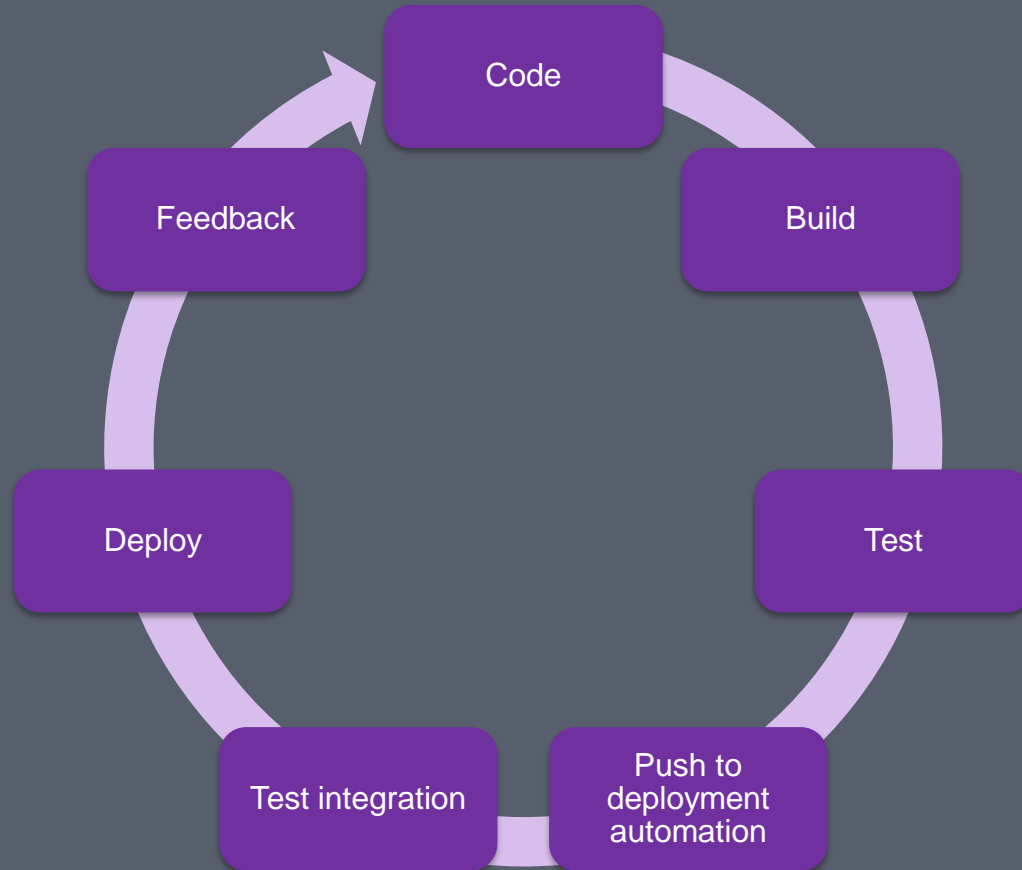 Code
Build
Test
Push to
deployment
automation
Test integration
Deploy
Feedback